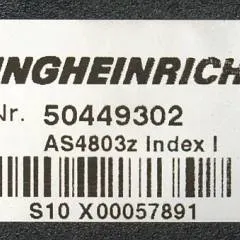 NGHEINRICH
Nr. 50449302
AS4803z Index I
S10 X00057891